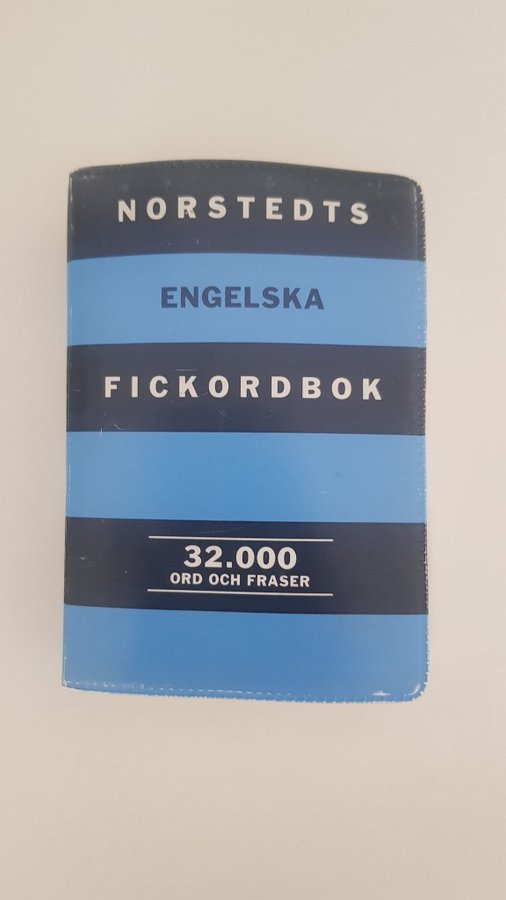 NORSTEDTS
ENGELSKA
FICKORDBOK
32.000
ORD OCH FRASER